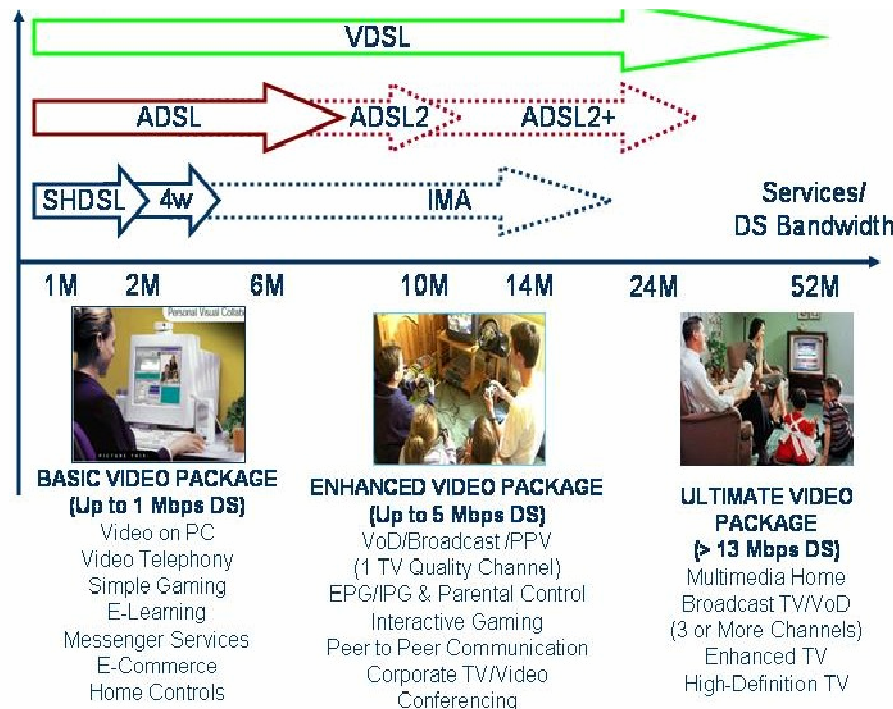 VDSL
ADSL ADSL2 ADSL2+
SHDSL 4w IMA
Services/
DS Bandwidth
1M 2M 6M 10M 14M 24M 52M
Personal Visual Collab
PICTURE THIS
BASIC VIDEO PACKAGE
(Up to 1 Mbps DS)
Video on PC
Video Telephony
Simple Gaming
E-Learning
Messenger Services
E-Commerce
Home Controls
ENHANCED VIDEO PACKAGE
(Up to 5 Mbps DS)
VoD/Broadcast /PPV
(1 TV Quality Channel)
EPG/IPG & Parental Control
Interactive Gaming
Peer to Peer Communication
Corporate TV/Video
Conferencing
ULTIMATE VIDEO
PACKAGE
(> 13 Mbps DS)
Multimedia Home
Broadcast TV/VoD
(3 or More Channels)
Enhanced TV
High-Definition TV